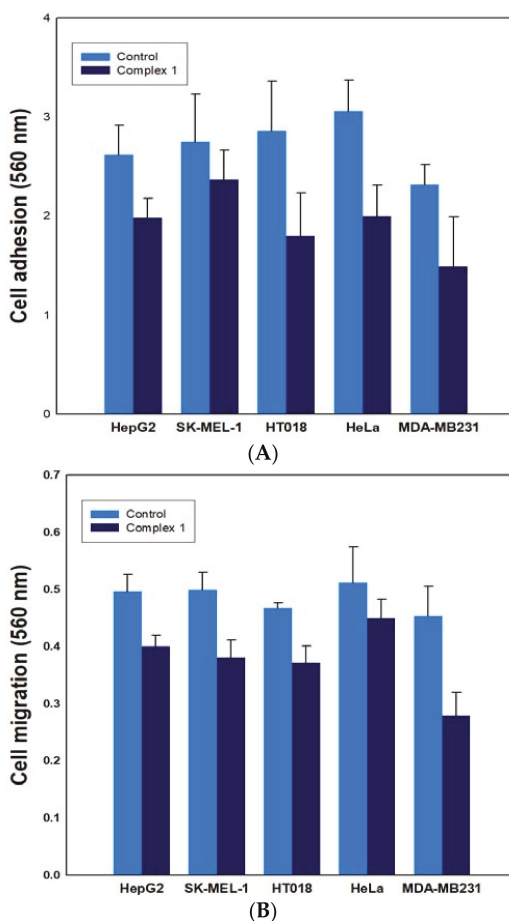 4
Control
Complex 1
3
2
1
0
Cell adhesion (560 nm)
HepG2 SK-MEL-1 HT018 HeLa MDA-MB231
(A)
0.7
Control
Complex 1
0.6
0.5
0.4
0.3
0.2
0.1
0.0
Cell migration (560 nm)
HepG2 SK-MEL-1 HT018 HeLa MDA-MB231
(B)